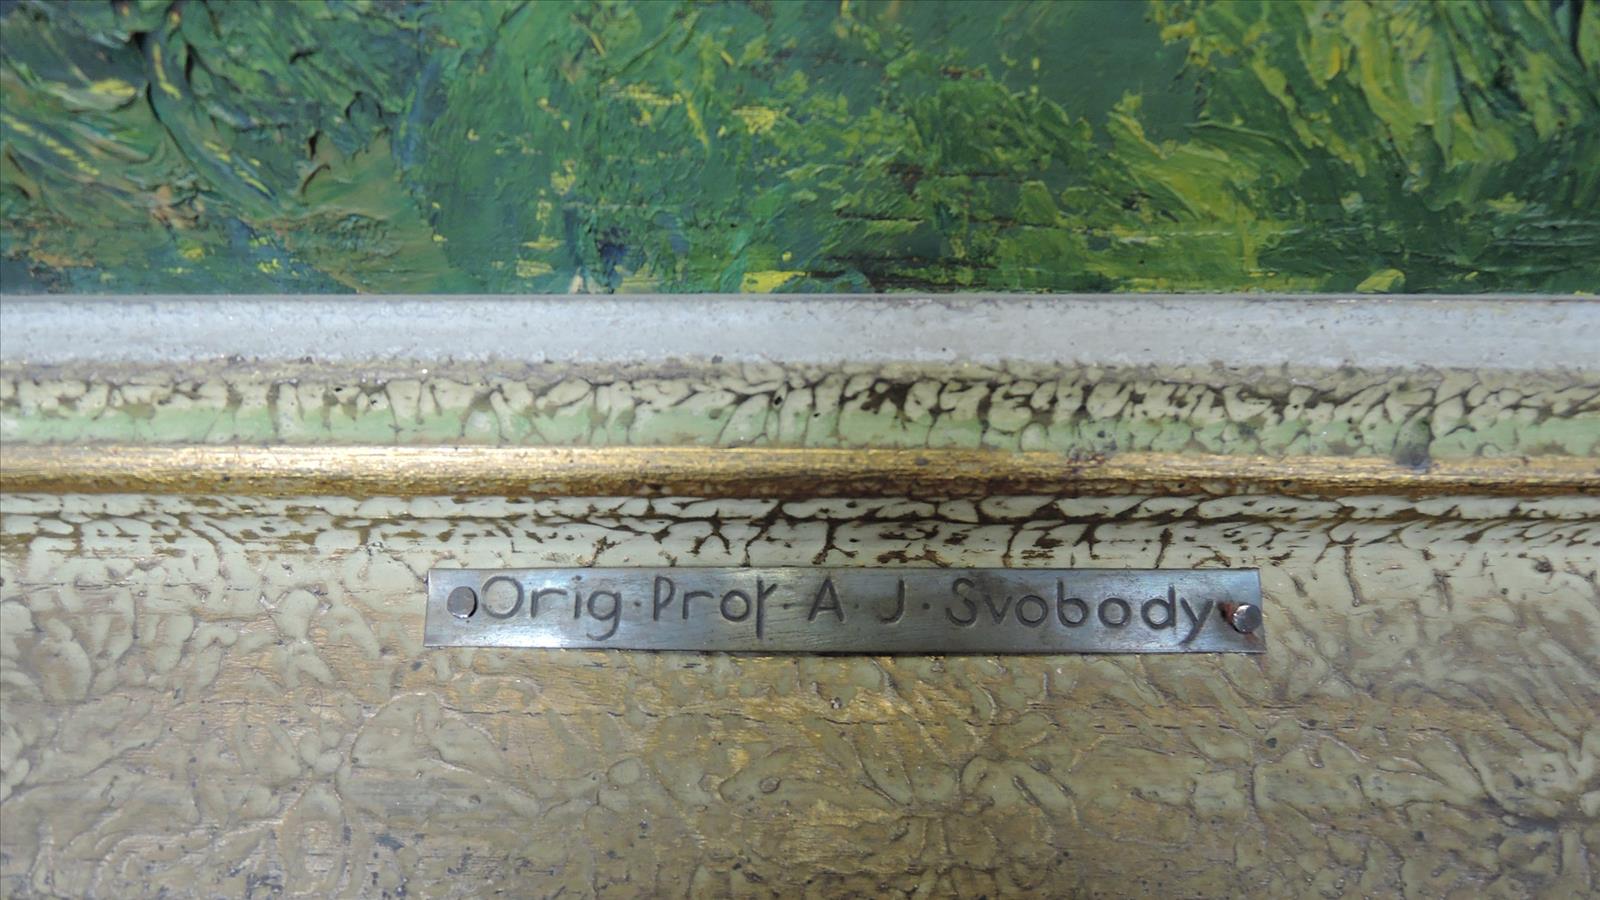 Orig. Prof. A. J. Svobody